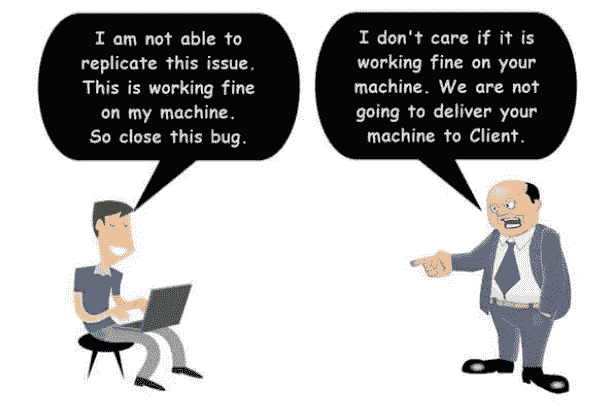 I am not able to
replicate this issue.
This is working fine
on my machine.
So close this bug.
I don't care if it is
working fine on your
machine. We are not
going to deliver your
machine to Client.